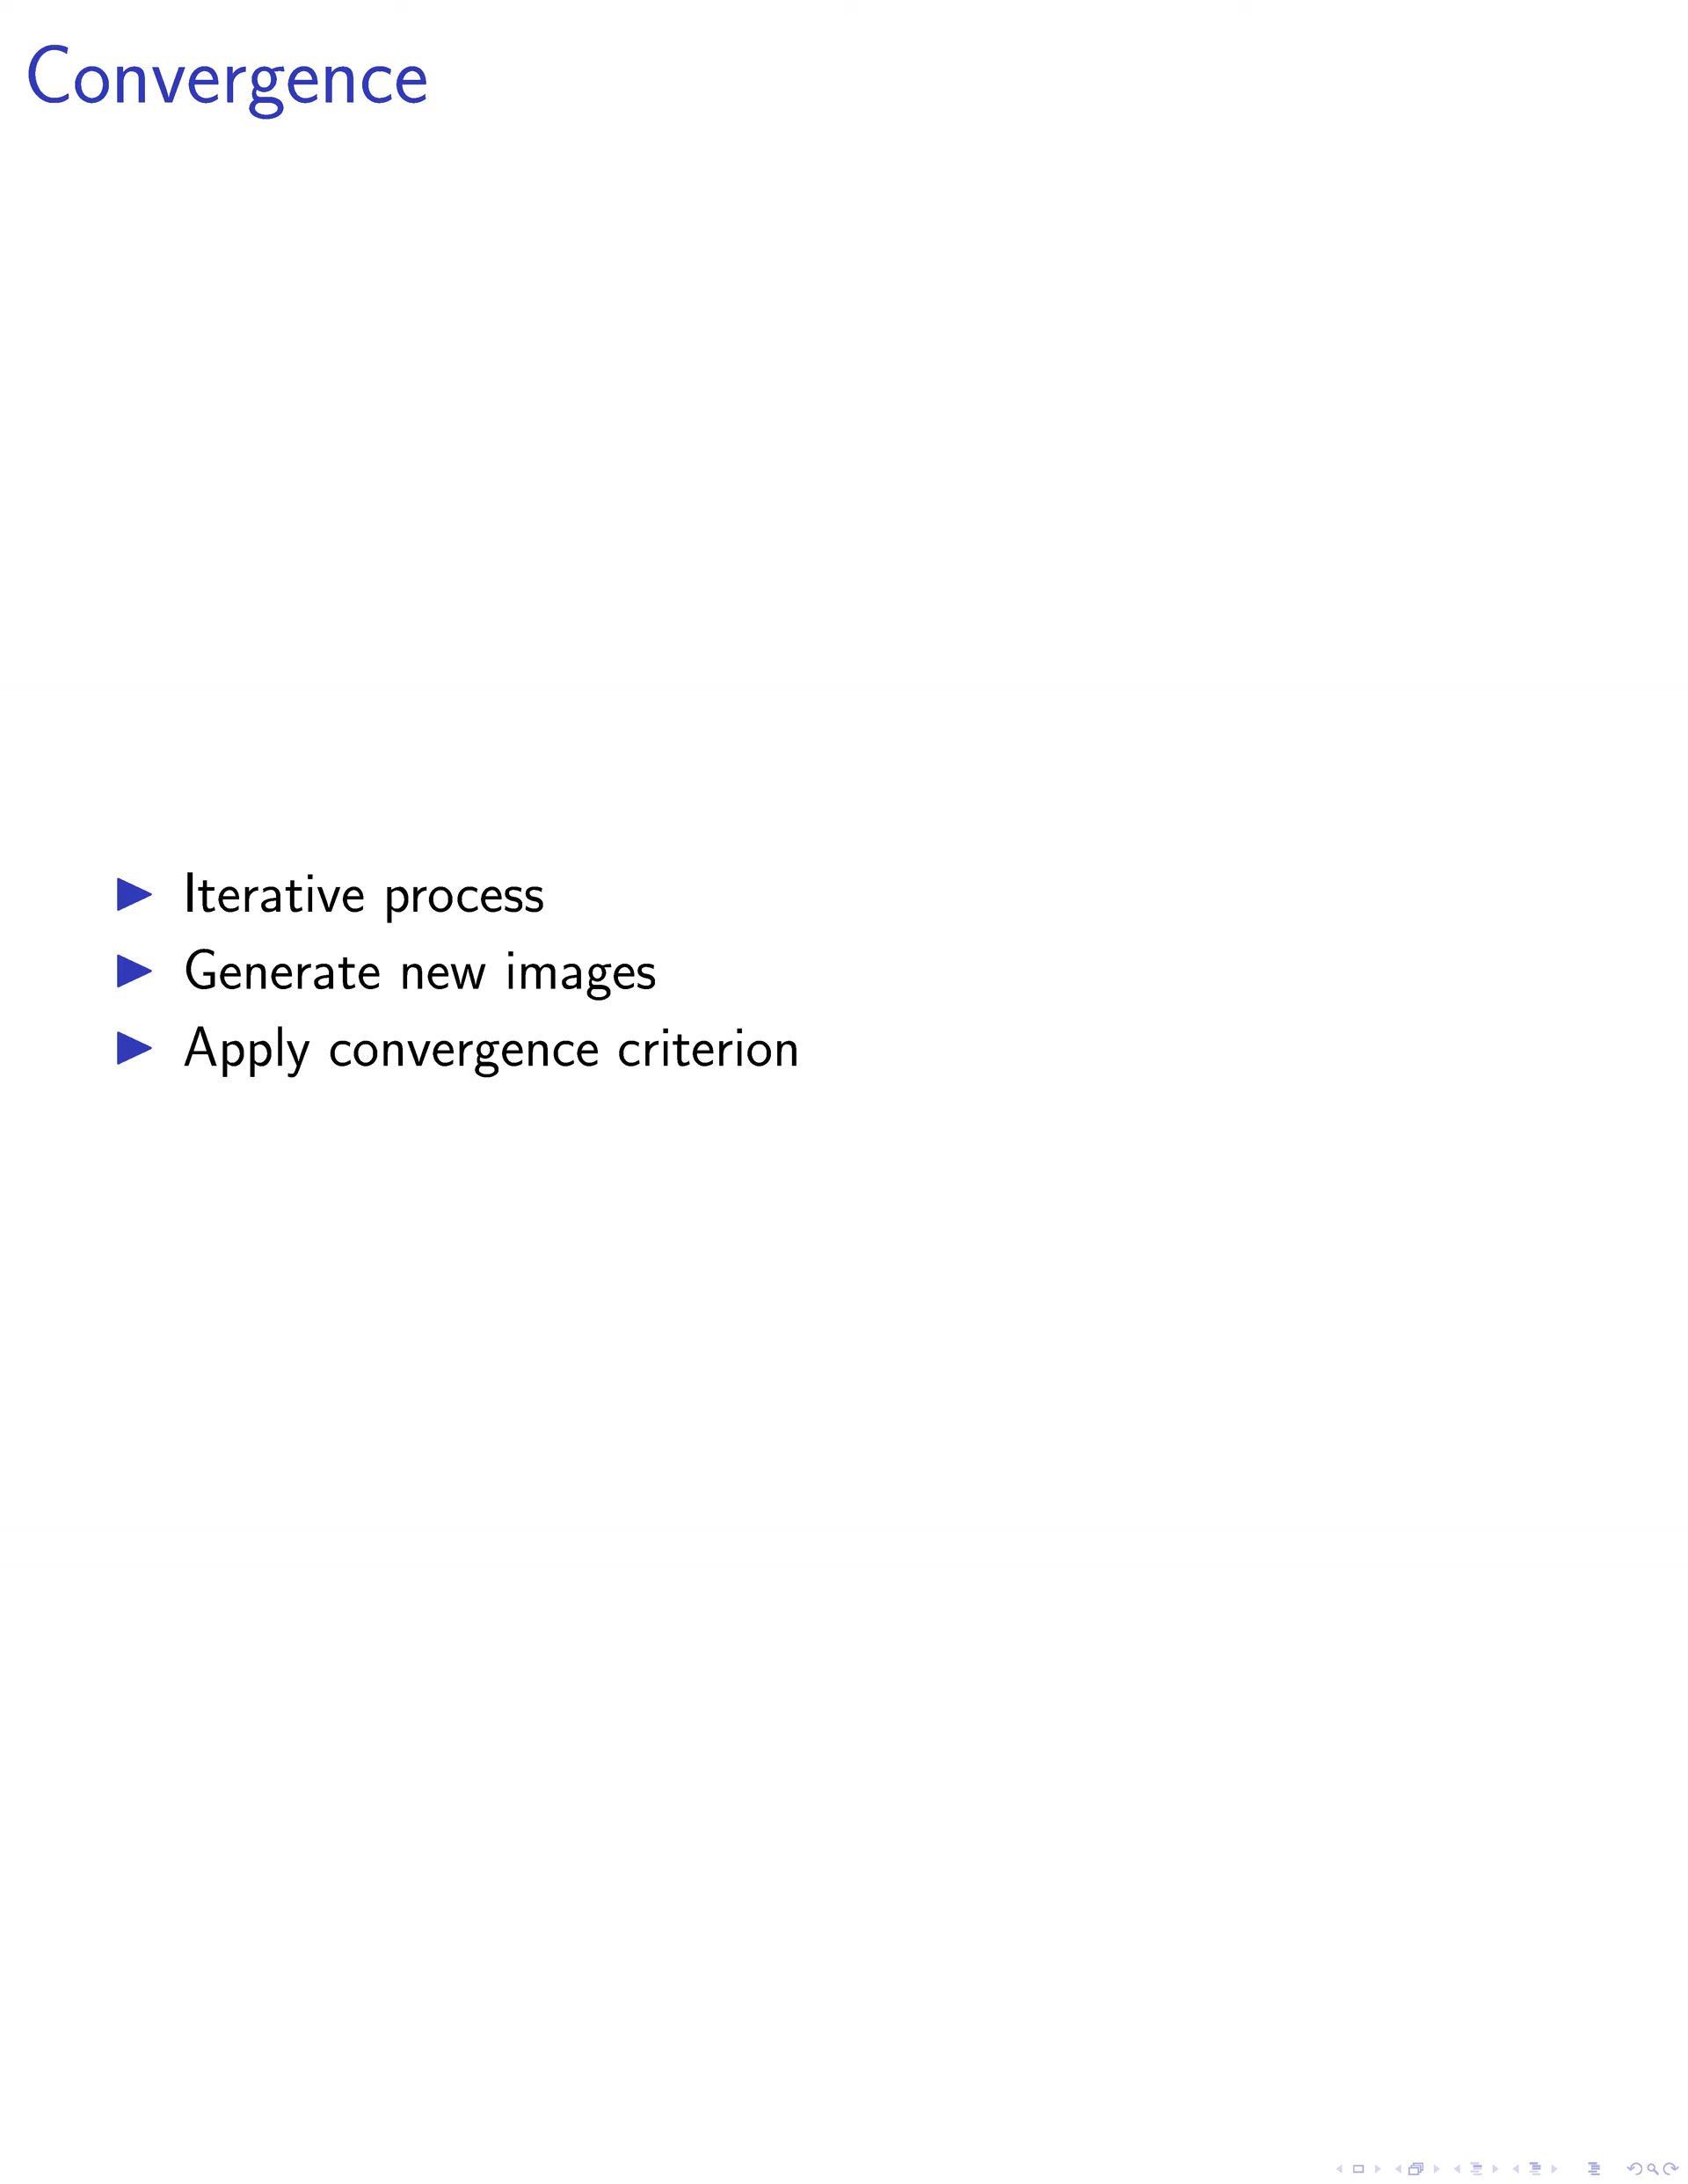 Convergence
Iterative process
Generate new images
Apply convergence criterion